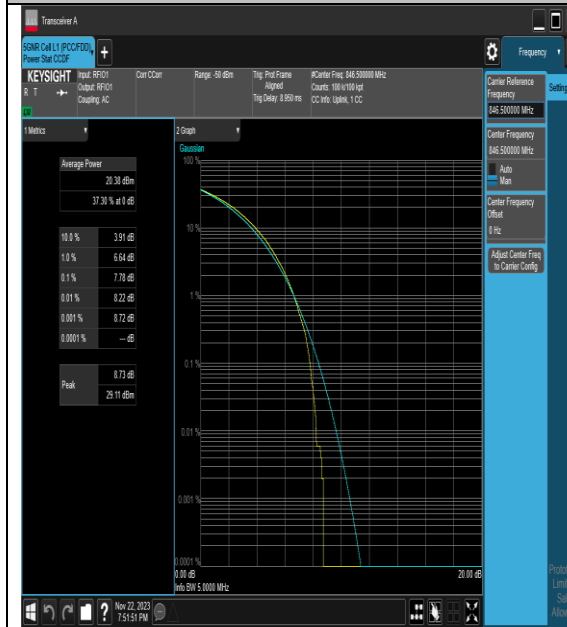 Transceiver A
5GNR Cell L1 (PCC/FDD),
Power Stat CCDF
Frequency
KEYSIGHT
R T
Input: RFIO1
Output: RFIO1
Coupling: AC
Corr CCorr
Range: -50 dBm
Trig: Prot Frame
Aligned
Trig Delay: 8.950 ms
#Center Freq: 846.500000 MHz
Counts: 100 k/100 kpt
CC Info: Uplink, 1 CC
Carrier Reference
Frequency
846.500000 MHz
Setting
Center Frequency
846.500000 MHz
Auto
Man
Center Frequency
Offset
0 Hz
Adjust Center Freq
to Carrier Config
1 Metrics
Average Power
20.38 dBm
37.30 % at 0 dB
10.0 % 3.91 dB
1.0 % 6.64 dB
0.1 % 7.78 dB
0.01 % 8.22 dB
0.001 % 8.72 dB
0.0001 % --- dB
Peak
8.73 dB
29.11 dBm
2 Graph
Gaussian
100 %
10 %
1 %
0.1 %
0.01 %
0.001 %
0.0001 %
0.00 dB
20.00 dB
Info BW 5.0000 MHz
Nov 22, 2023
7:51:51 PM